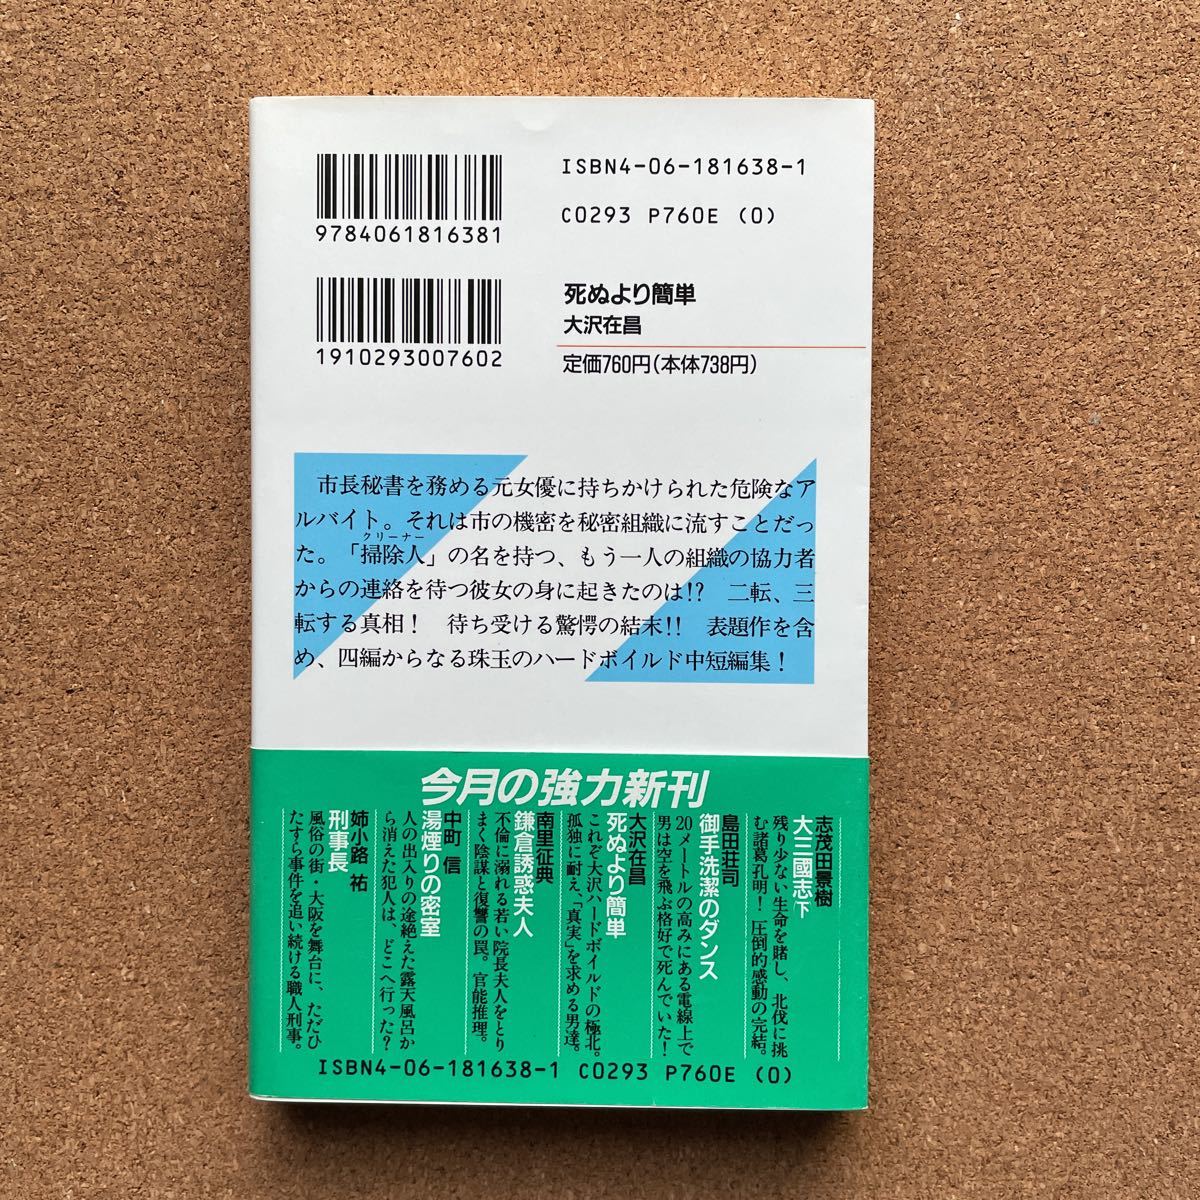 ISBN4-06-181638-1
C0293 P760E (0)
9784061816381
1910293007602
死ぬより簡単
大沢在昌
定価760円(本体738円)
市長秘書を務める元女優に持ちかけられた危険なア
ルバイト。それは市の機密を秘密組織に流すことだっ
クリーナー
た。「掃除人」の名を持つ、もう一人の組織の協力者
からの連絡を待つ彼女の身に起きたのは!? 二転、三
転する真相! 待ち受ける驚愕の結末!! 表題作を含
め、四編からなる珠玉のハードボイルド中短編集!
今月の強力新刊
志茂田景樹
大三國志下
残り少ない生命を賭し、北伐に挑
む諸葛孔明! 圧倒的感動の完結。
島田荘司
御手洗潔のダンス
20メートルの高みにある電線上で
男は空を飛ぶ格好で死んでいた!
大沢在昌
死ぬより簡単
これぞ大沢ハードボイルドの極北。
孤独に耐え、「真実」を求める男達。
南里征典
鎌倉誘惑夫人
不倫に溺れる若い院長夫人をとり
まく陰謀と復讐の罠。官能推理。
中町 信
湯煙りの密室
人の出入りの途絶えた露天風呂か
ら消えた犯人は、どこへ行った?
姉小路 祐
刑事長
風俗の街・大阪を舞台に、ただひ
たすら事件を追い続ける職人刑事。
ISBN4-06-181638-1 C0293 P760E (0)